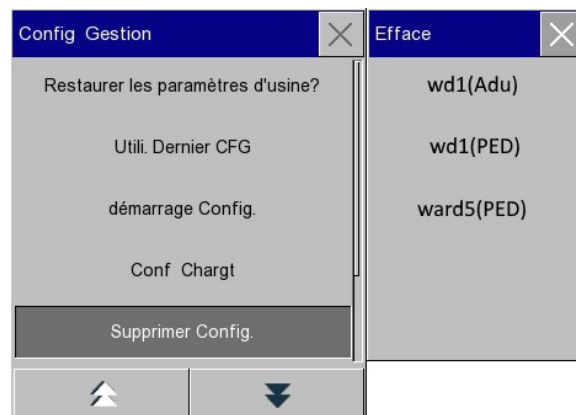 Config Gestion
Restaurer les paramètres d'usine?
Utili. Dernier CFG
démarrage Config.
Conf Chargt
Supprimer Config.
Efface
wd1(Adu)
wd1(PED)
ward5(PED)